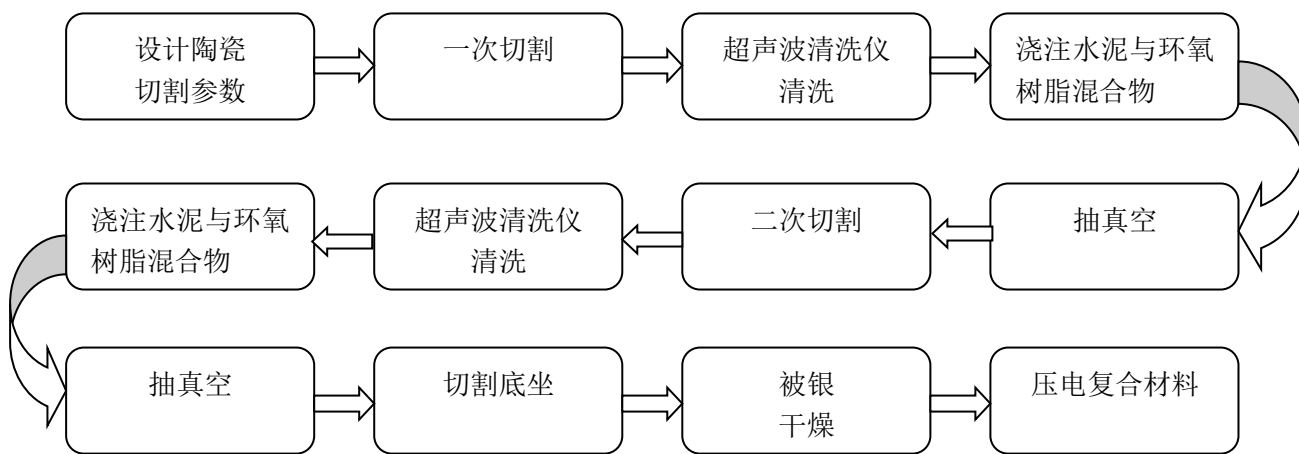 设计陶瓷
切割参数
一次切割
超声波清洗仪
清洗
浇注水泥与环氧
树脂混合物
抽真空
二次切割
超声波清洗仪
清洗
浇注水泥与环氧
树脂混合物
抽真空
切割底坐
被银
干燥
压电复合材料